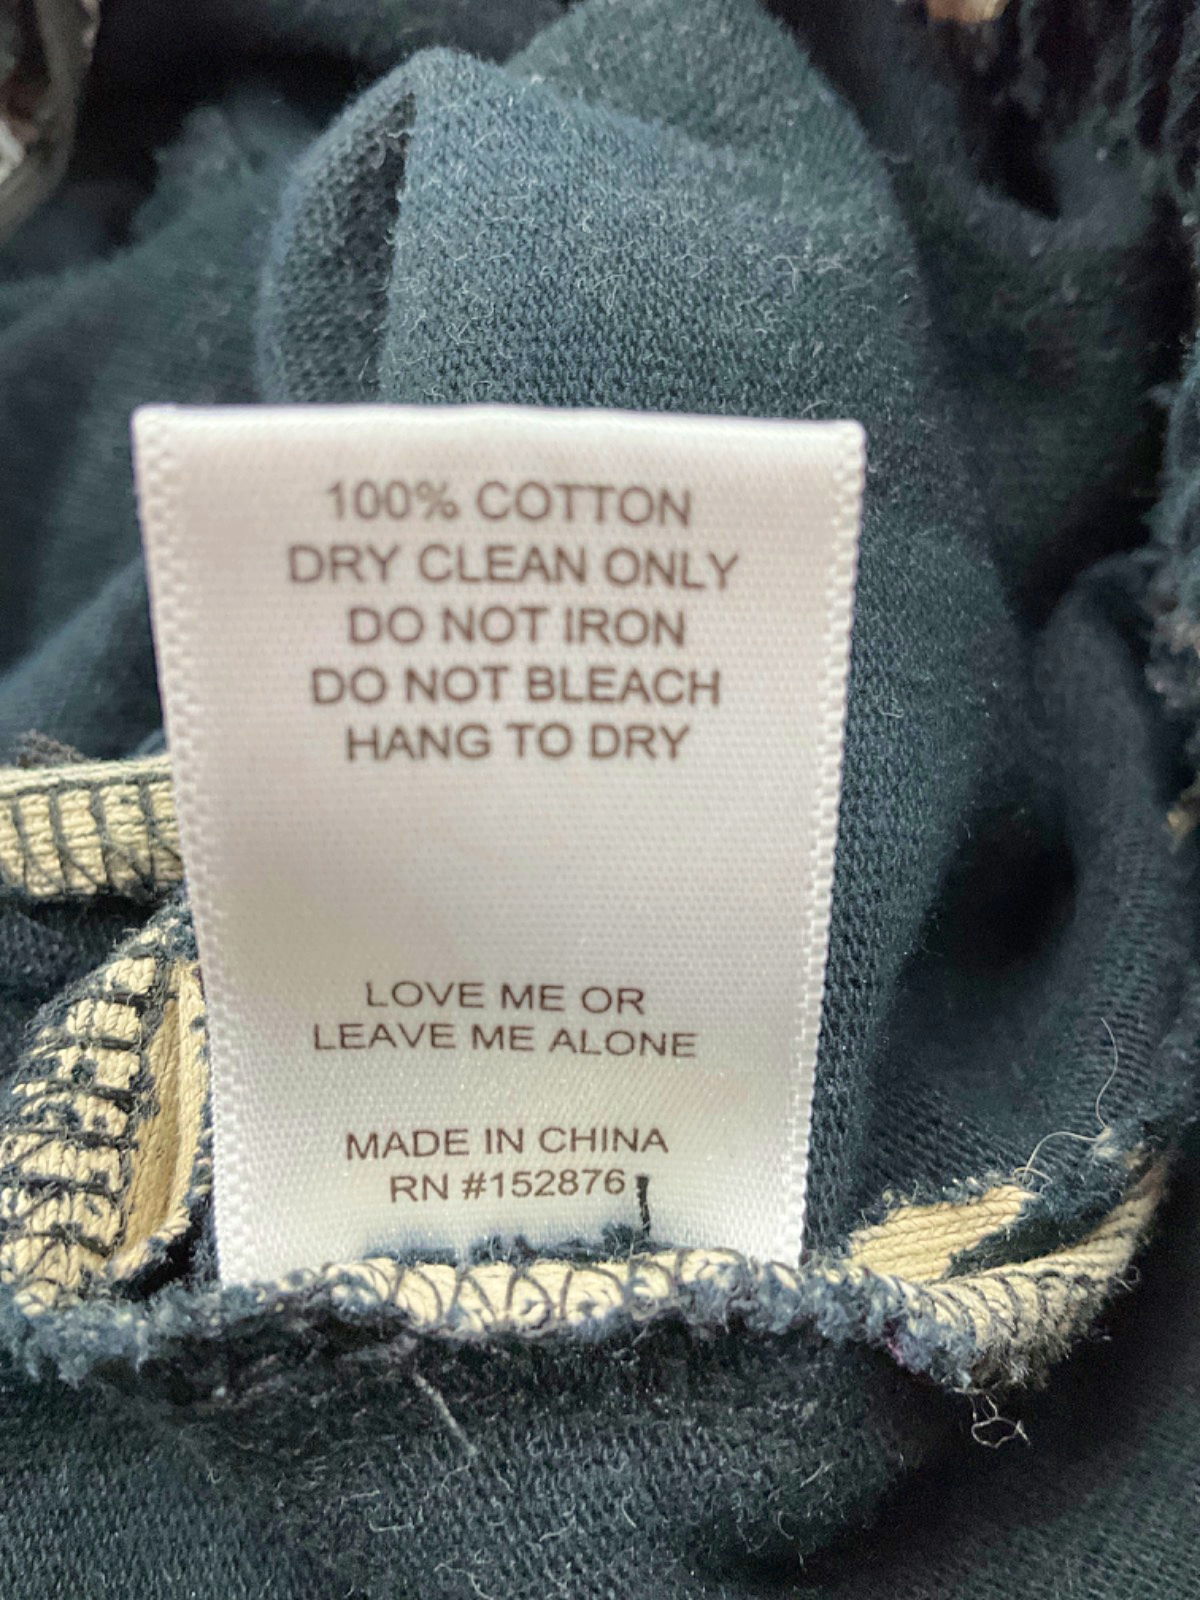 100% COTTON
DRY CLEAN ONLY
DO NOT IRON
DO NOT BLEACH
HANG TO DRY
LOVE ME OR
LEAVE ME ALONE
MADE IN CHINA
RN #152876